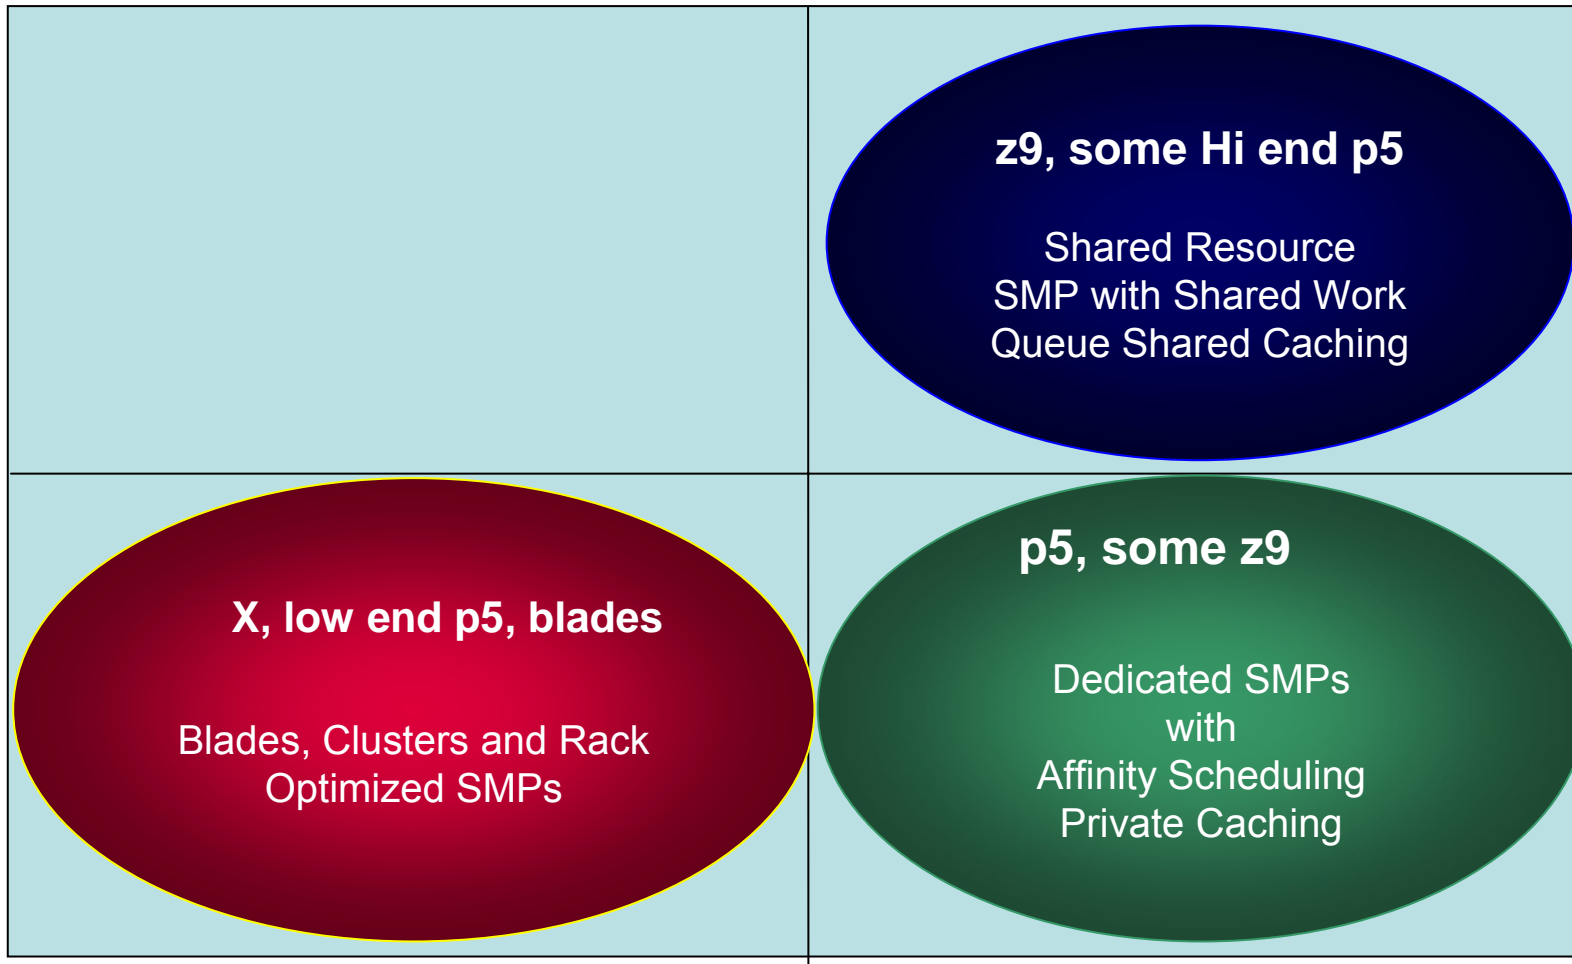 z9, some Hi end p5
Shared Resource
SMP with Shared Work
Queue Shared Caching
X, low end p5, blades
Blades, Clusters and Rack
Optimized SMPs
p5, some z9
Dedicated SMPs
with
Affinity Scheduling
Private Caching